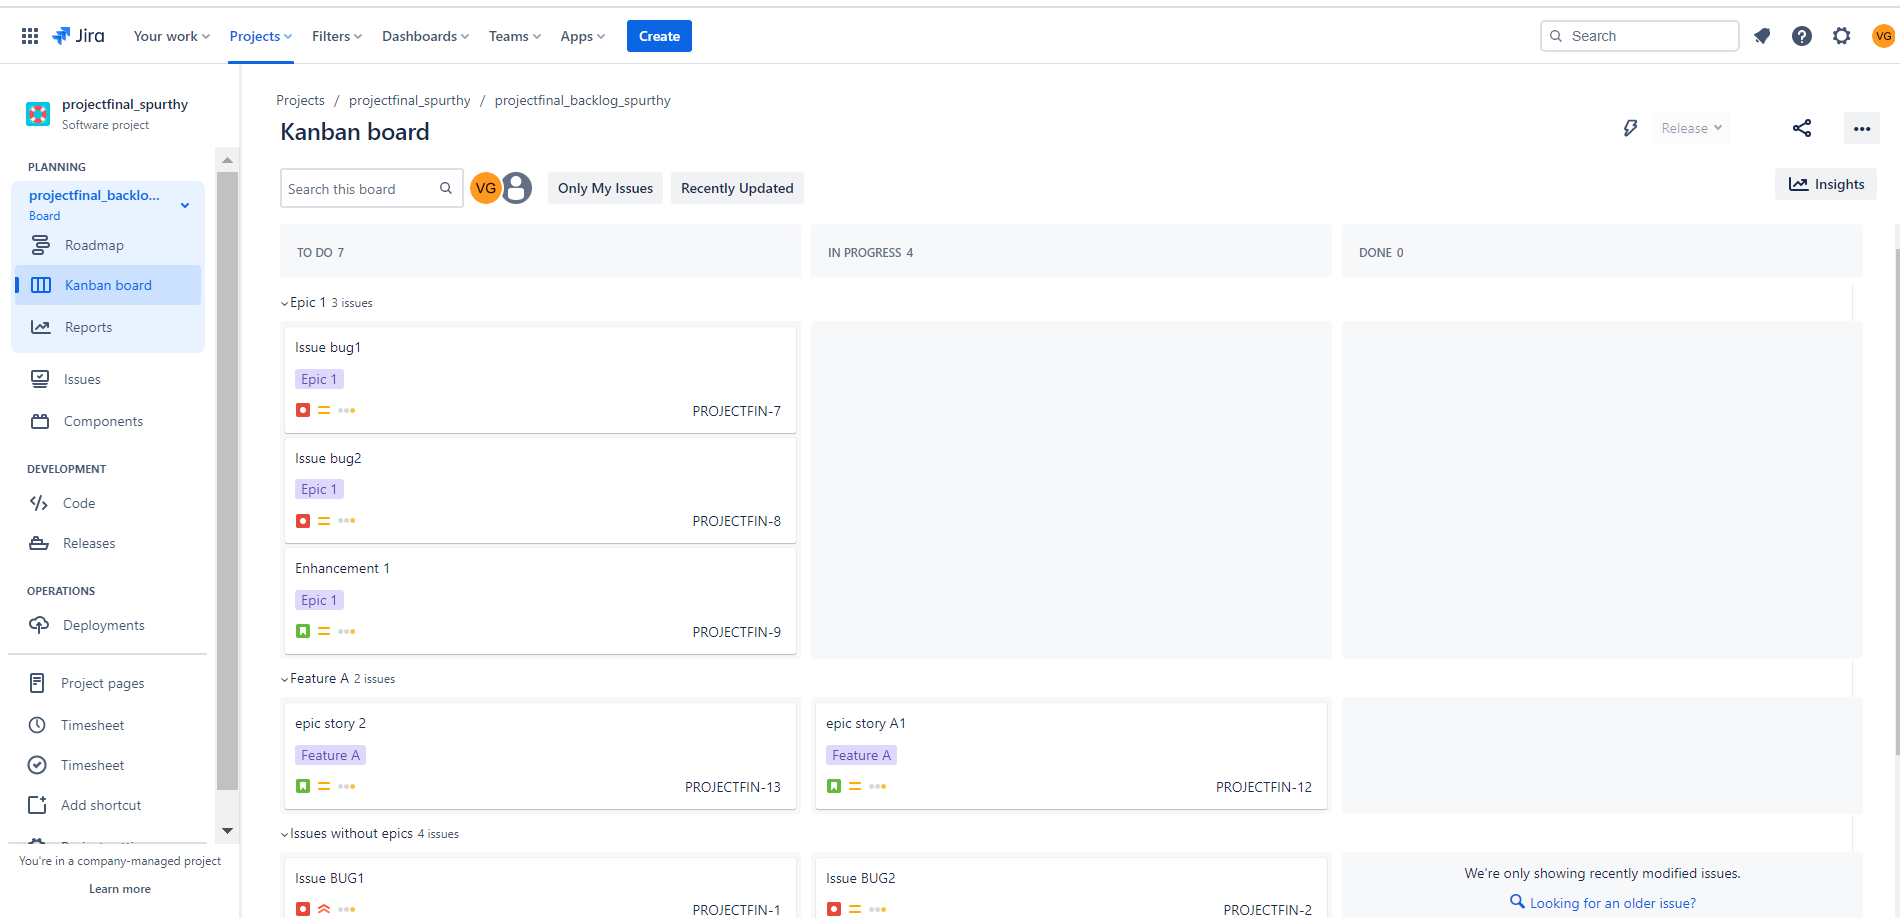 Jira
Your work
Projects
Filters
Dashboards
Teams
Apps
Create
Search
VG
projectfinal_spurthy
Software project
PLANNING
projectfinal_backlo...
Board
Roadmap
Kanban board
Reports
Issues
Components
DEVELOPMENT
Code
Releases
OPERATIONS
Deployments
Project pages
Timesheet
Timesheet
Add shortcut
You're in a company-managed project
Learn more
Projects / projectfinal_spurthy / projectfinal_backlog_spurthy
Kanban board
Release
Search this board
VG
Only My Issues
Recently Updated
Insights
TO DO 7
IN PROGRESS 4
DONE 0
Epic 1 3 issues
Issue bug1
Epic 1
PROJECTFIN-7
Issue bug2
Epic 1
PROJECTFIN-8
Enhancement 1
Epic 1
PROJECTFIN-9
Feature A 2 issues
epic story 2
Feature A
PROJECTFIN-13
epic story A1
Feature A
PROJECTFIN-12
Issues without epics 4 issues
Issue BUG1
PROJECTFIN-1
Issue BUG2
PROJECTFIN-2
We're only showing recently modified issues.
Looking for an older issue?